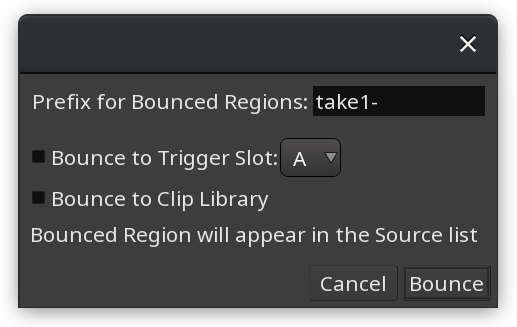 Prefix for Bounced Regions: take1-
Bounce to Trigger Slot: A
Bounce to Clip Library
Bounced Region will appear in the Source list
Cancel Bounce